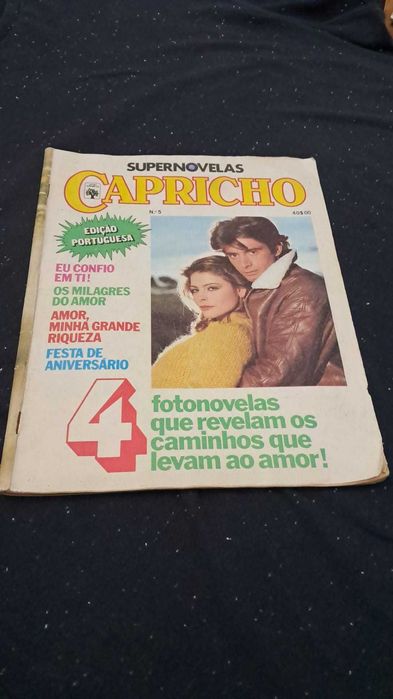 SUPERNOVELAS
CAPRICHO
N.º 5
60$00
EDIÇÃO
PORTUGUESA
EU CONFIO
EM TI!
OS MILAGRES
DO AMOR
AMOR,
MINHA GRANDE
RIQUEZA
FESTA DE
ANIVERSÁRIO
4
fotonovelas
que revelam os
caminhos que
levam ao amor!